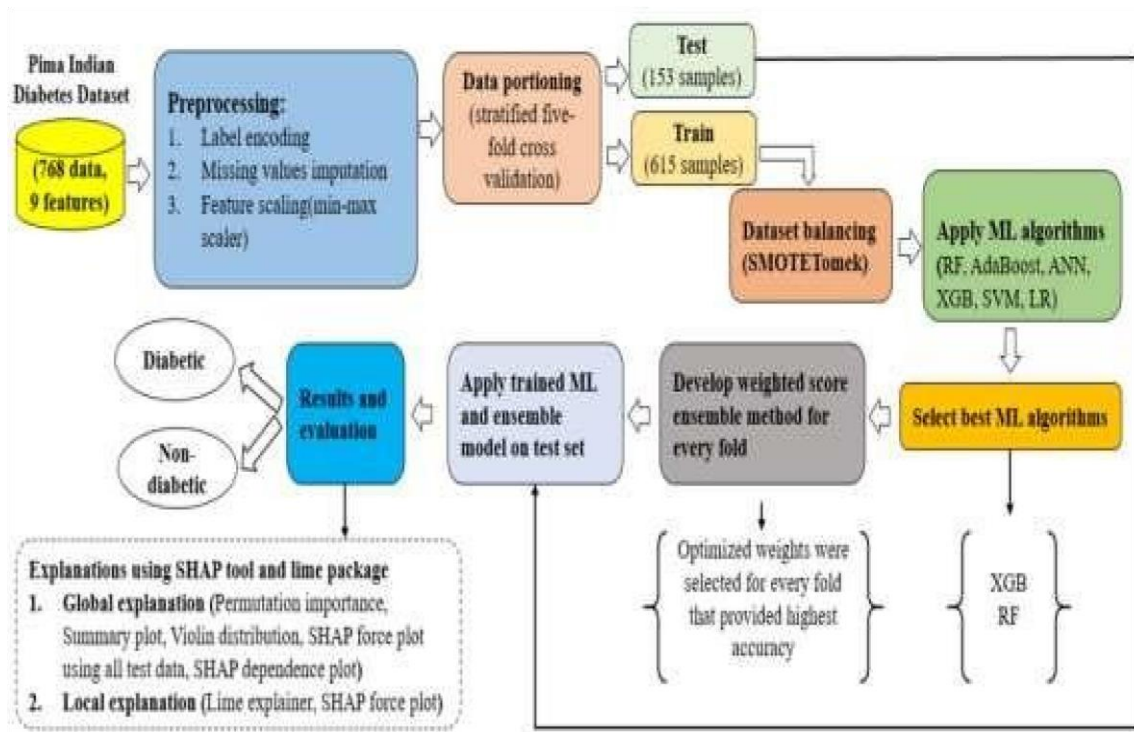 Pima Indian
Diabetes Dataset
(768 data,
9 features)
Preprocessing:
1. Label encoding
2. Missing values imputation
3. Feature scaling(min-max
scaler)
Data portioning
(stratified five-
fold cross
validation)
Test
(153 samples)
Train
(615 samples)
Dataset balancing
(SMOTETomek)
Apply ML algorithms
(RF, AdaBoost, ANN,
XGB, SVM, LR)
Select best ML algorithms
XGB
RF
Develop weighted score
ensemble method for
every fold
Optimized weights were
selected for every fold
that provided highest
accuracy
Apply trained ML
and ensemble
model on test set
Results and
evaluation
Diabetic
Non-
diabetic
Explanations using SHAP tool and lime package
1. Global explanation (Permutation importance,
Summary plot, Violin distribution, SHAP force plot
using all test data, SHAP dependence plot)
2. Local explanation (Lime explainer, SHAP force plot)